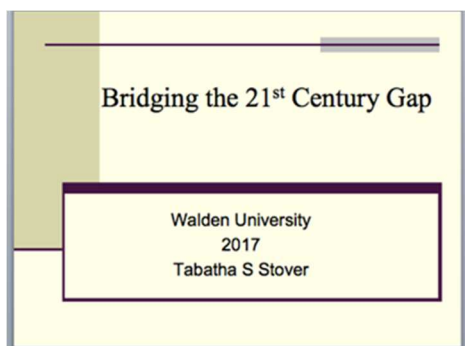 Bridging the 21st Century Gap
Walden University
2017
Tabatha S Stover